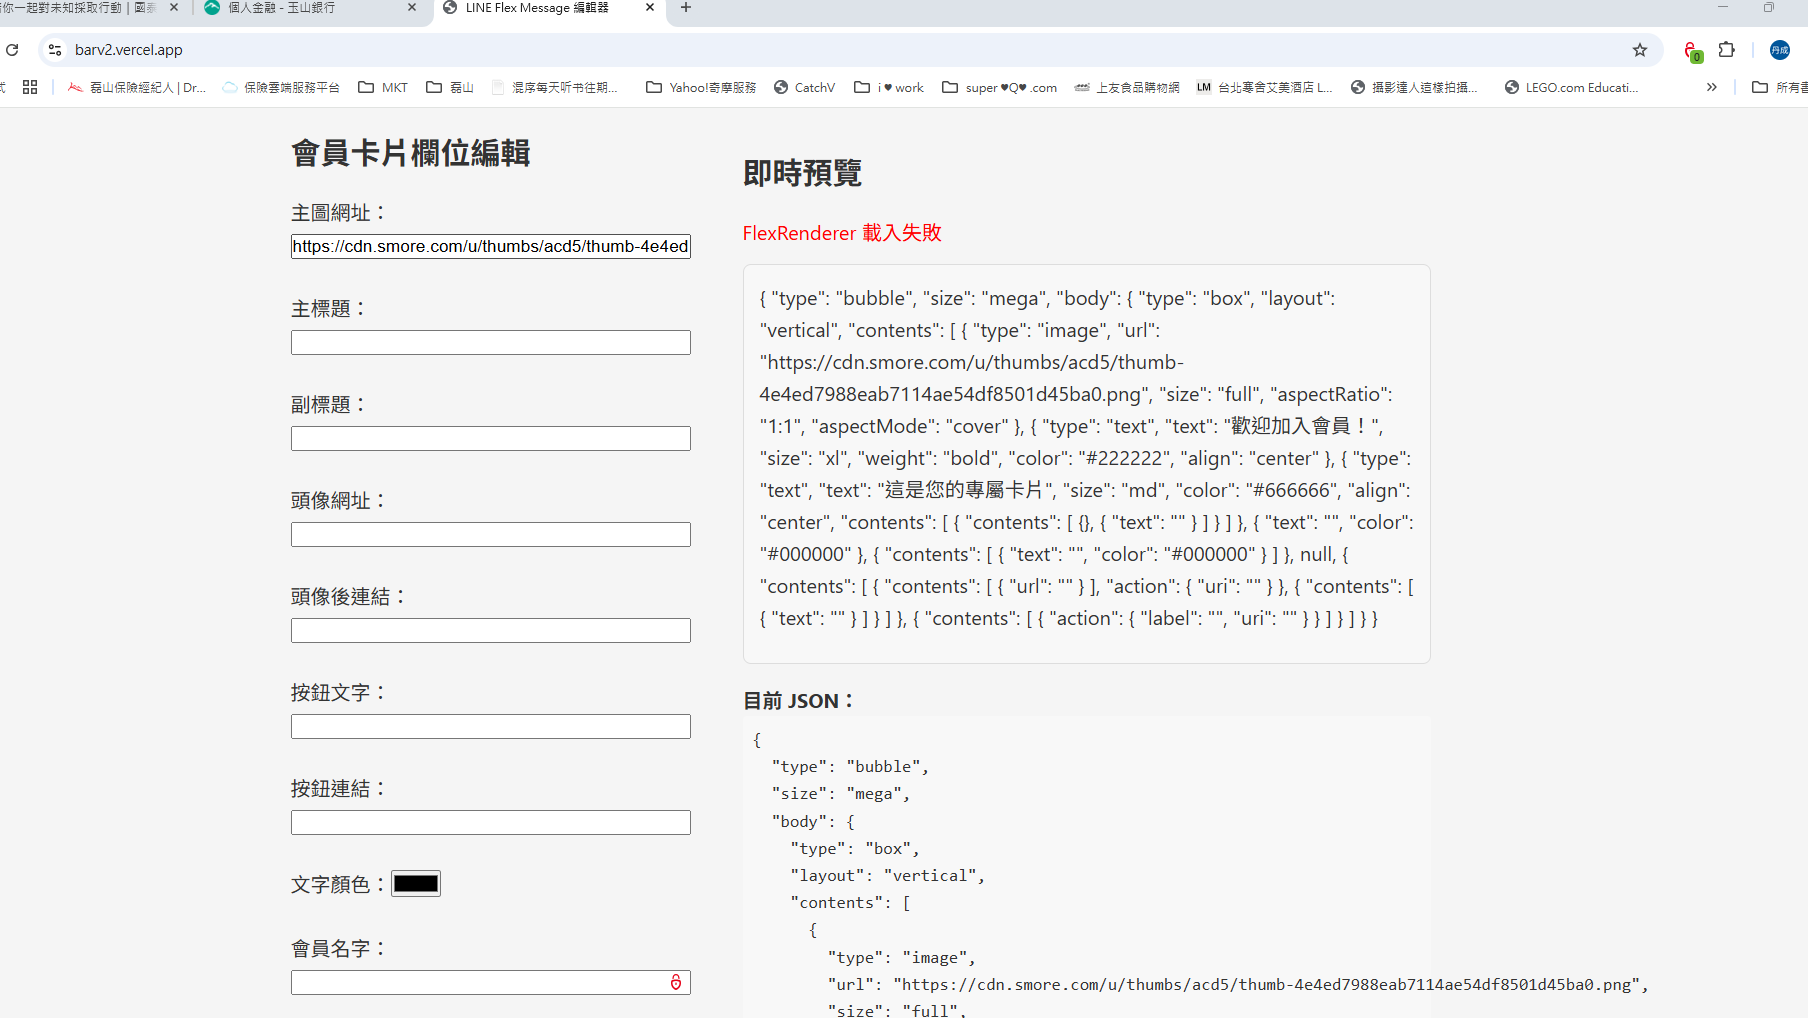 你一起對未知採取行動｜國泰
個人金融 - 玉山銀行
LINE Flex Message 編輯器
barv2.vercel.app
0
丹成
磊山保險經紀人 | Dr...
保險雲端服務平台
MKT
磊山
混序每天听书往期...
Yahoo!奇摩服務
CatchV
i ♥ work
super ♥Q♥ .com
上友食品購物網
LM 台北寒舍艾美酒店 L...
攝影達人這樣拍攝...
LEGO.com Educati...
所有書
會員卡片欄位編輯
主圖網址：
https://cdn.smore.com/u/thumbs/acd5/thumb-4e4ed
主標題：
副標題：
頭像網址：
頭像後連結：
按鈕文字：
按鈕連結：
文字顏色：
會員名字：
即時預覽
FlexRenderer 載入失敗
{ "type": "bubble", "size": "mega", "body": { "type": "box", "layout":
"vertical", "contents": [ { "type": "image", "url":
"https://cdn.smore.com/u/thumbs/acd5/thumb-
4e4ed7988eab7114ae54df8501d45ba0.png", "size": "full", "aspectRatio":
"1:1", "aspectMode": "cover" }, { "type": "text", "text": "歡迎加入會員！",
"size": "xl", "weight": "bold", "color": "#222222", "align": "center" }, { "type":
"text", "text": "這是您的專屬卡片", "size": "md", "color": "#666666", "align":
"center", "contents": [ { "contents": [ {}, { "text": "" } ] } ] }, { "text": "", "color":
"#000000" }, { "contents": [ { "text": "", "color": "#000000" } ] }, null, {
"contents": [ { "contents": [ { "url": "" } ], "action": { "uri": "" } }, { "contents": [
{ "text": "" } ] } ] }, { "contents": [ { "action": { "label": "", "uri": "" } } ] } ] } }
目前 JSON：
{
"type": "bubble",
"size": "mega",
"body": {
"type": "box",
"layout": "vertical",
"contents": [
{
"type": "image",
"url": "https://cdn.smore.com/u/thumbs/acd5/thumb-4e4ed7988eab7114ae54df8501d45ba0.png",
"size": "full",